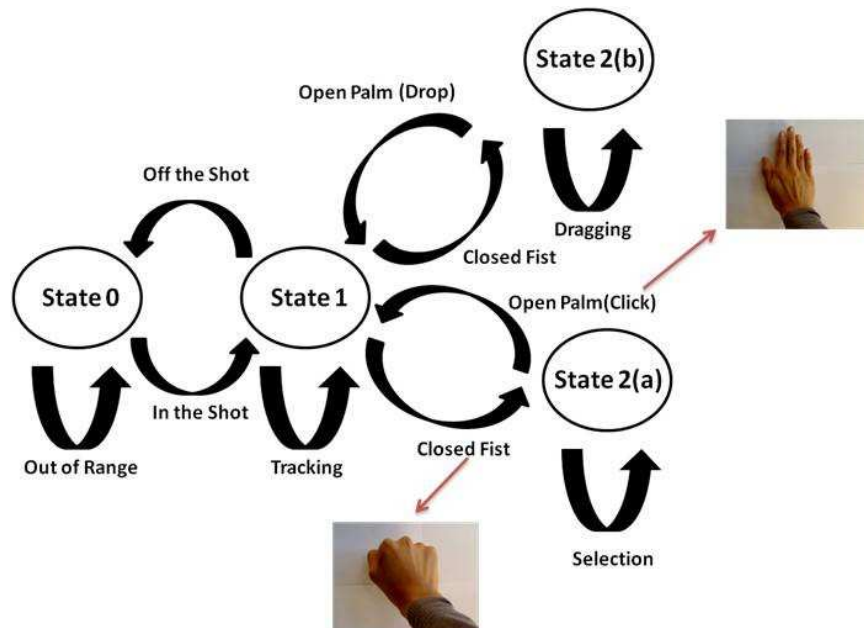 State 2(b)
Open Palm (Drop)
Off the Shot
Dragging
Closed Fist
State 0
State 1
Open Palm(Click)
State 2(a)
In the Shot
Out of Range
Tracking
Closed Fist
Selection